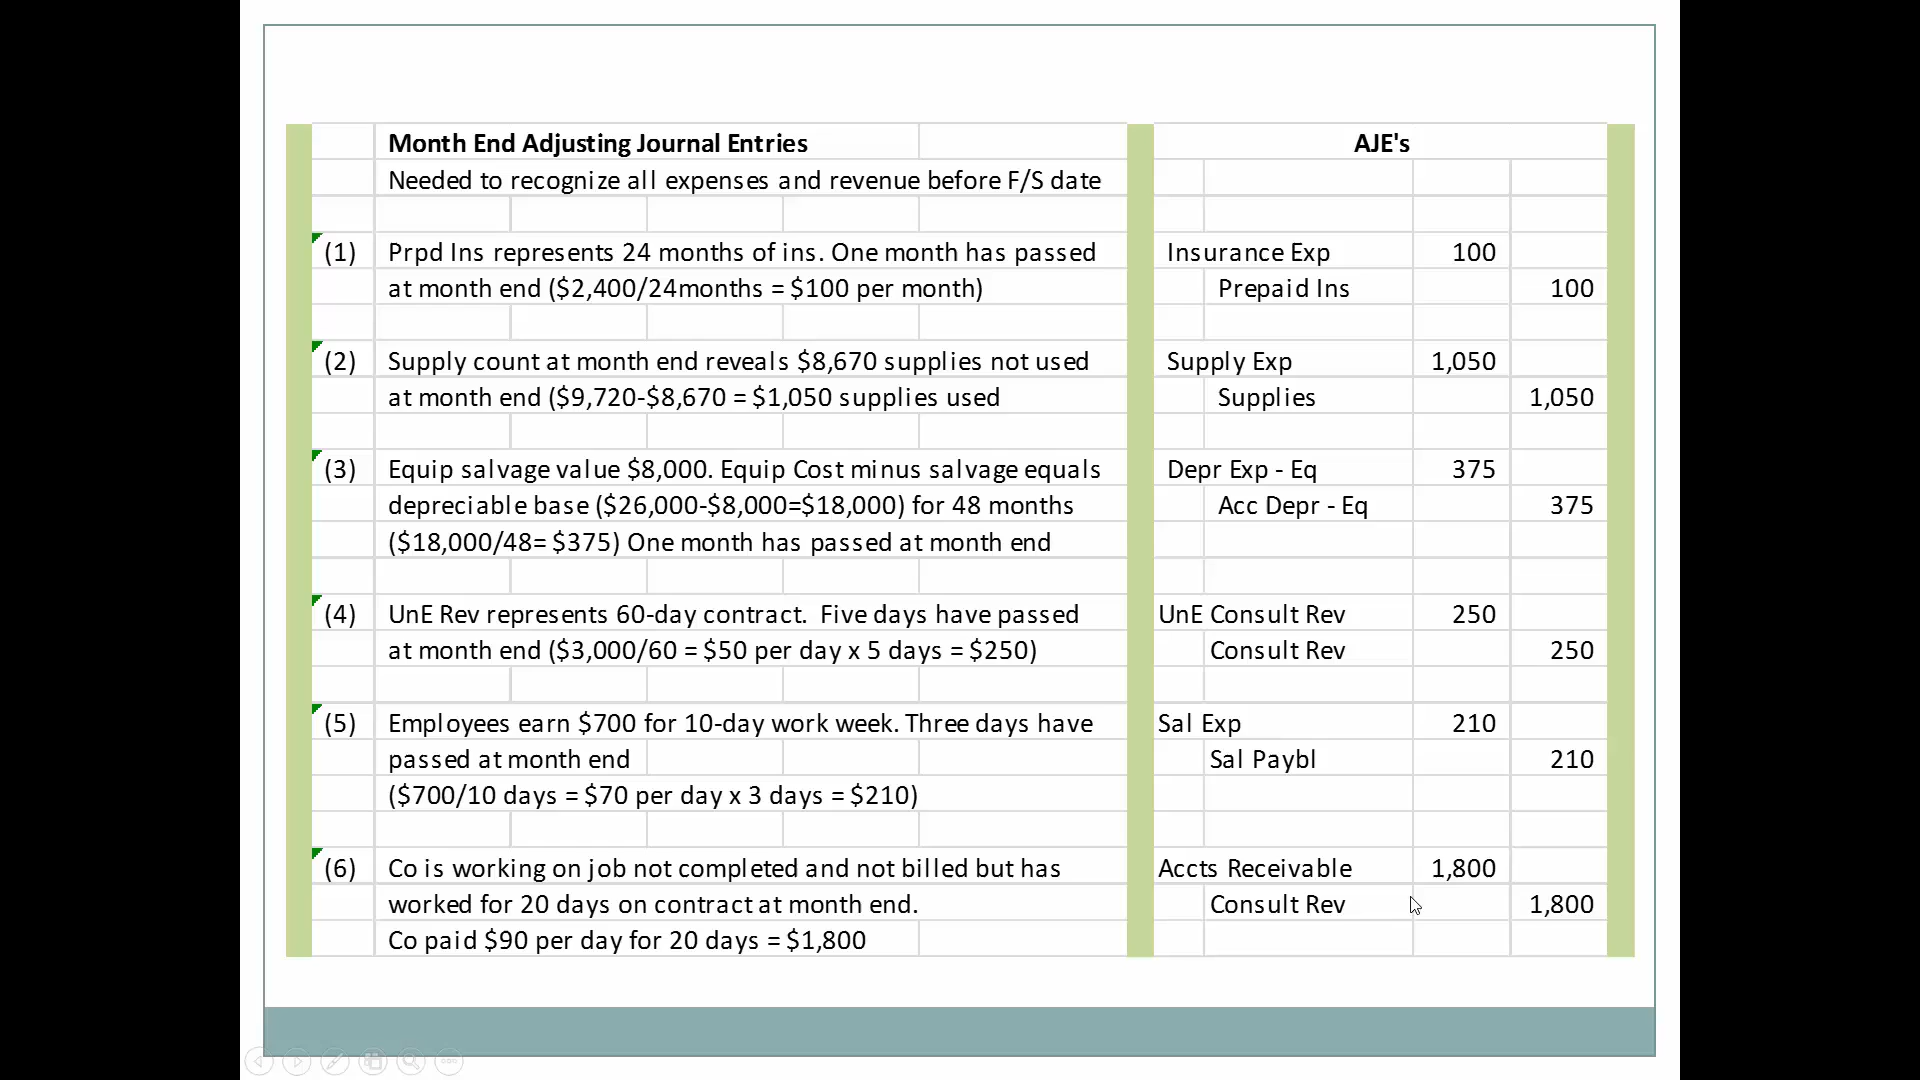 Month End Adjusting Journal Entries
AJE's
Needed to recognize all expenses and revenue before F/S date
(1) Prpd Ins represents 24 months of ins. One month has passed
Insurance Exp 100
at month end ($2,400/24months = $100 per month)
Prepaid Ins 100
(2) Supply count at month end reveals $8,670 supplies not used
Supply Exp 1,050
at month end ($9,720-$8,670 = $1,050 supplies used
Supplies 1,050
(3) Equip salvage value $8,000. Equip Cost minus salvage equals
Depr Exp - Eq 375
depreciable base ($26,000-$8,000=$18,000) for 48 months
Acc Depr - Eq 375
($18,000/48= $375) One month has passed at month end
(4) UnE Rev represents 60-day contract. Five days have passed
UnE Consult Rev 250
at month end ($3,000/60 = $50 per day x 5 days = $250)
Consult Rev 250
(5) Employees earn $700 for 10-day work week. Three days have
Sal Exp 210
passed at month end
Sal Paybl 210
($700/10 days = $70 per day x 3 days = $210)
(6) Co is working on job not completed and not billed but has
Accts Receivable 1,800
worked for 20 days on contract at month end.
Consult Rev 1,800
Co paid $90 per day for 20 days = $1,800